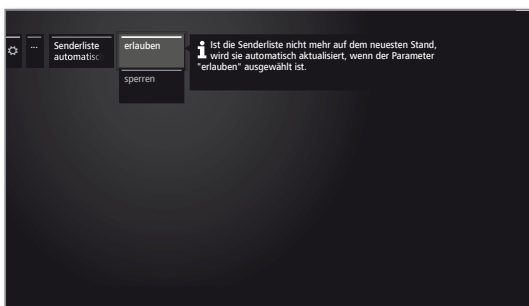 ...
Senderliste
automatisc
erlauben
sperren
i Ist die Senderliste nicht mehr auf dem neuesten Stand,
wird sie automatisch aktualisiert, wenn der Parameter
"erlauben" ausgewählt ist.